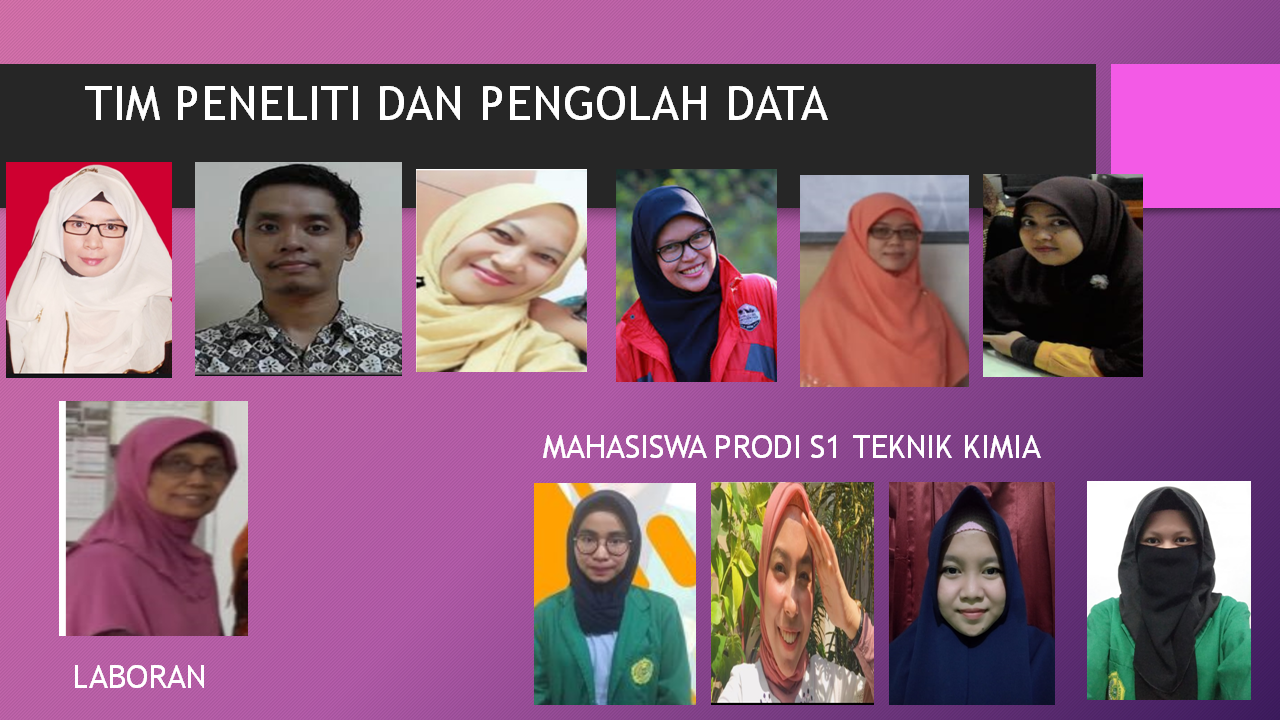 TIM PENELITI DAN PENGOLAH DATA
MAHASISWA PRODI S1 TEKNIK KIMIA
LABORAN